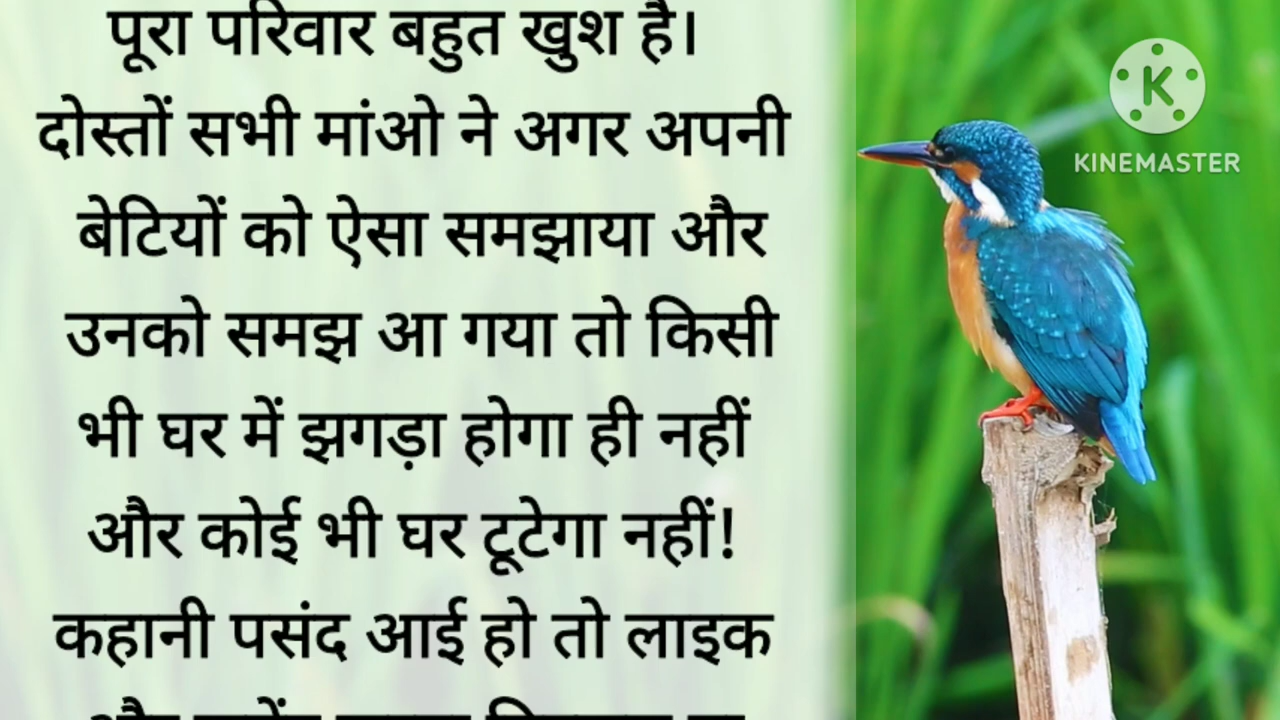 पूरा परिवार बहुत खुश है।
दोस्तों सभी मांओ ने अगर अपनी
बेटियों को ऐसा समझाया और
उनको समझ आ गया तो किसी
भी घर में झगड़ा होगा ही नहीं
और कोई भी घर टूटेगा नहीं!
कहानी पसंद आई हो तो लाइक
और
K
KINEMASTER